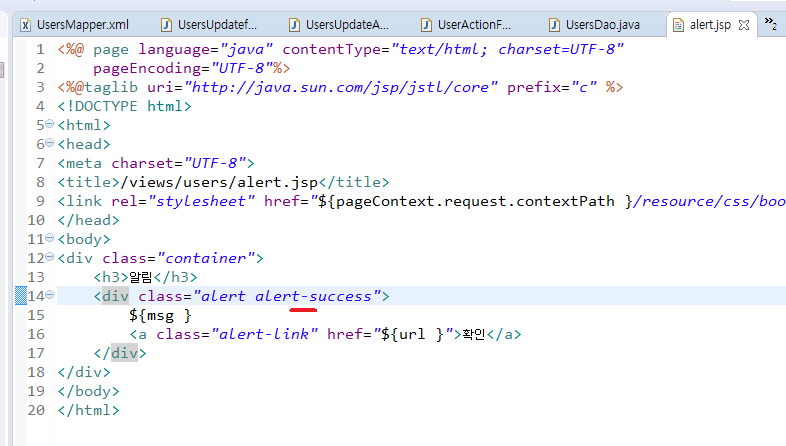 UsersMapper.xml UsersUpdatef... UsersUpdateA... UserActionF... UsersDao.java alert.jsp »2
1 <%@ page language="java" contentType="text/html; charset=UTF-8"
2     pageEncoding="UTF-8"%>
3 <%@taglib uri="http://java.sun.com/jsp/jstl/core" prefix="c" %>
4 <!DOCTYPE html>
5 <html>
6 <head>
7 <meta charset="UTF-8">
8 <title>/views/users/alert.jsp</title>
9 <link rel="stylesheet" href="${pageContext.request.contextPath }/resource/css/boo
10 </head>
11 <body>
12 <div class="container">
13     <h3>알림</h3>
14     <div class="alert alert-success">
15         ${msg }
16         <a class="alert-link" href="${url }">확인</a>
17     </div>
18 </div>
19 </body>
20 </html>